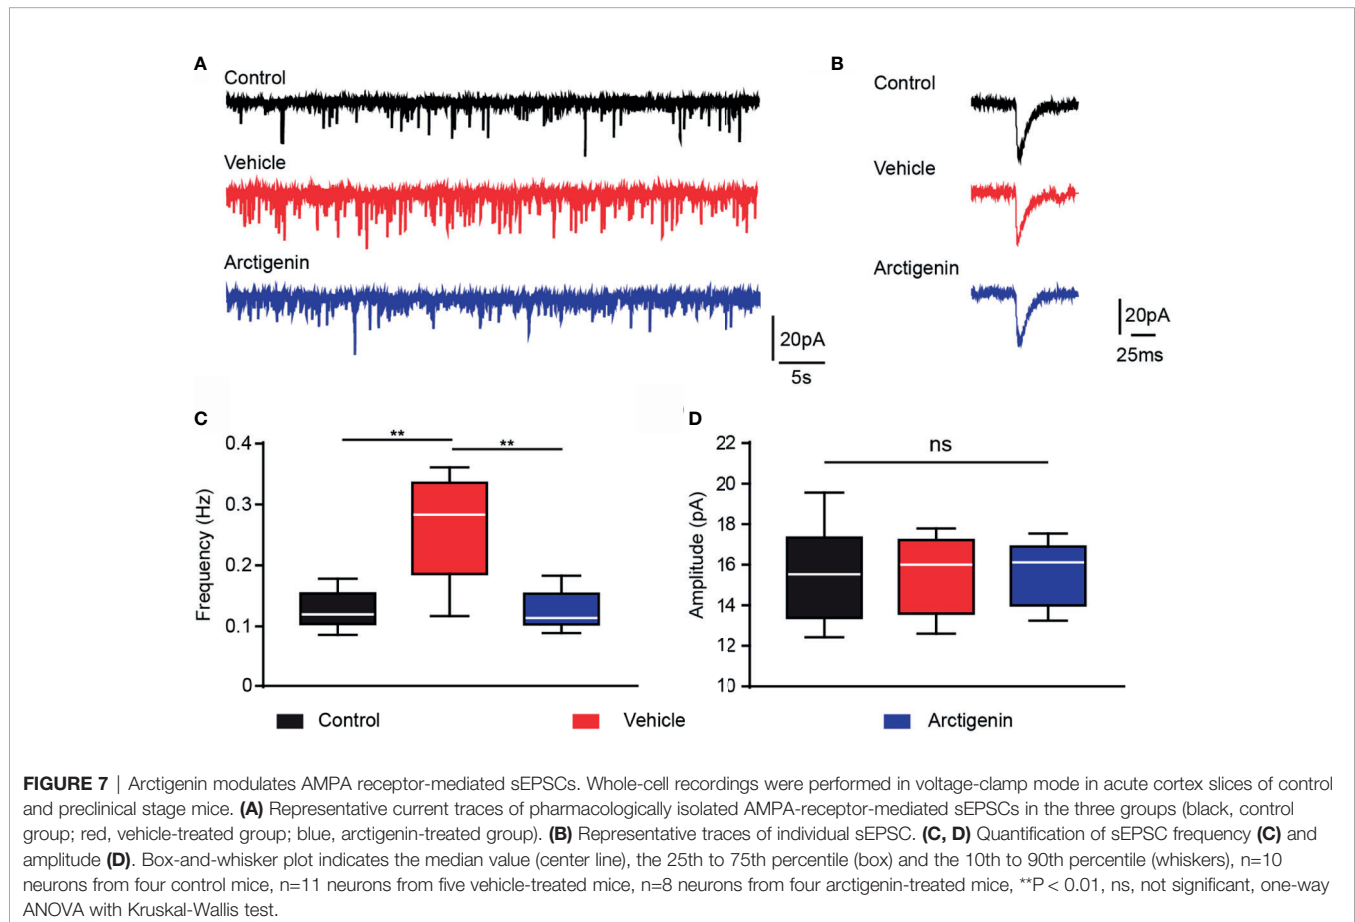 A
B
Control
Control
Vehicle
Vehicle
Arctigenin
Arctigenin
20pA
5s
20pA
25ms
C
D
0.4
0.3
0.2
0.1
0
Frequency (Hz)
**
**
22
20
18
16
14
12
10
Amplitude (pA)
ns
Control
Vehicle
Arctigenin
FIGURE 7 | Arctigenin modulates AMPA receptor-mediated sEPSCs. Whole-cell recordings were performed in voltage-clamp mode in acute cortex slices of control
and preclinical stage mice. (A) Representative current traces of pharmacologically isolated AMPA-receptor-mediated sEPSCs in the three groups (black, control
group; red, vehicle-treated group; blue, arctigenin-treated group). (B) Representative traces of individual sEPSC. (C, D) Quantification of sEPSC frequency (C) and
amplitude (D). Box-and-whisker plot indicates the median value (center line), the 25th to 75th percentile (box) and the 10th to 90th percentile (whiskers), n=10
neurons from four control mice, n=11 neurons from five vehicle-treated mice, n=8 neurons from four arctigenin-treated mice, **P < 0.01, ns, not significant, one-way
ANOVA with Kruskal-Wallis test.